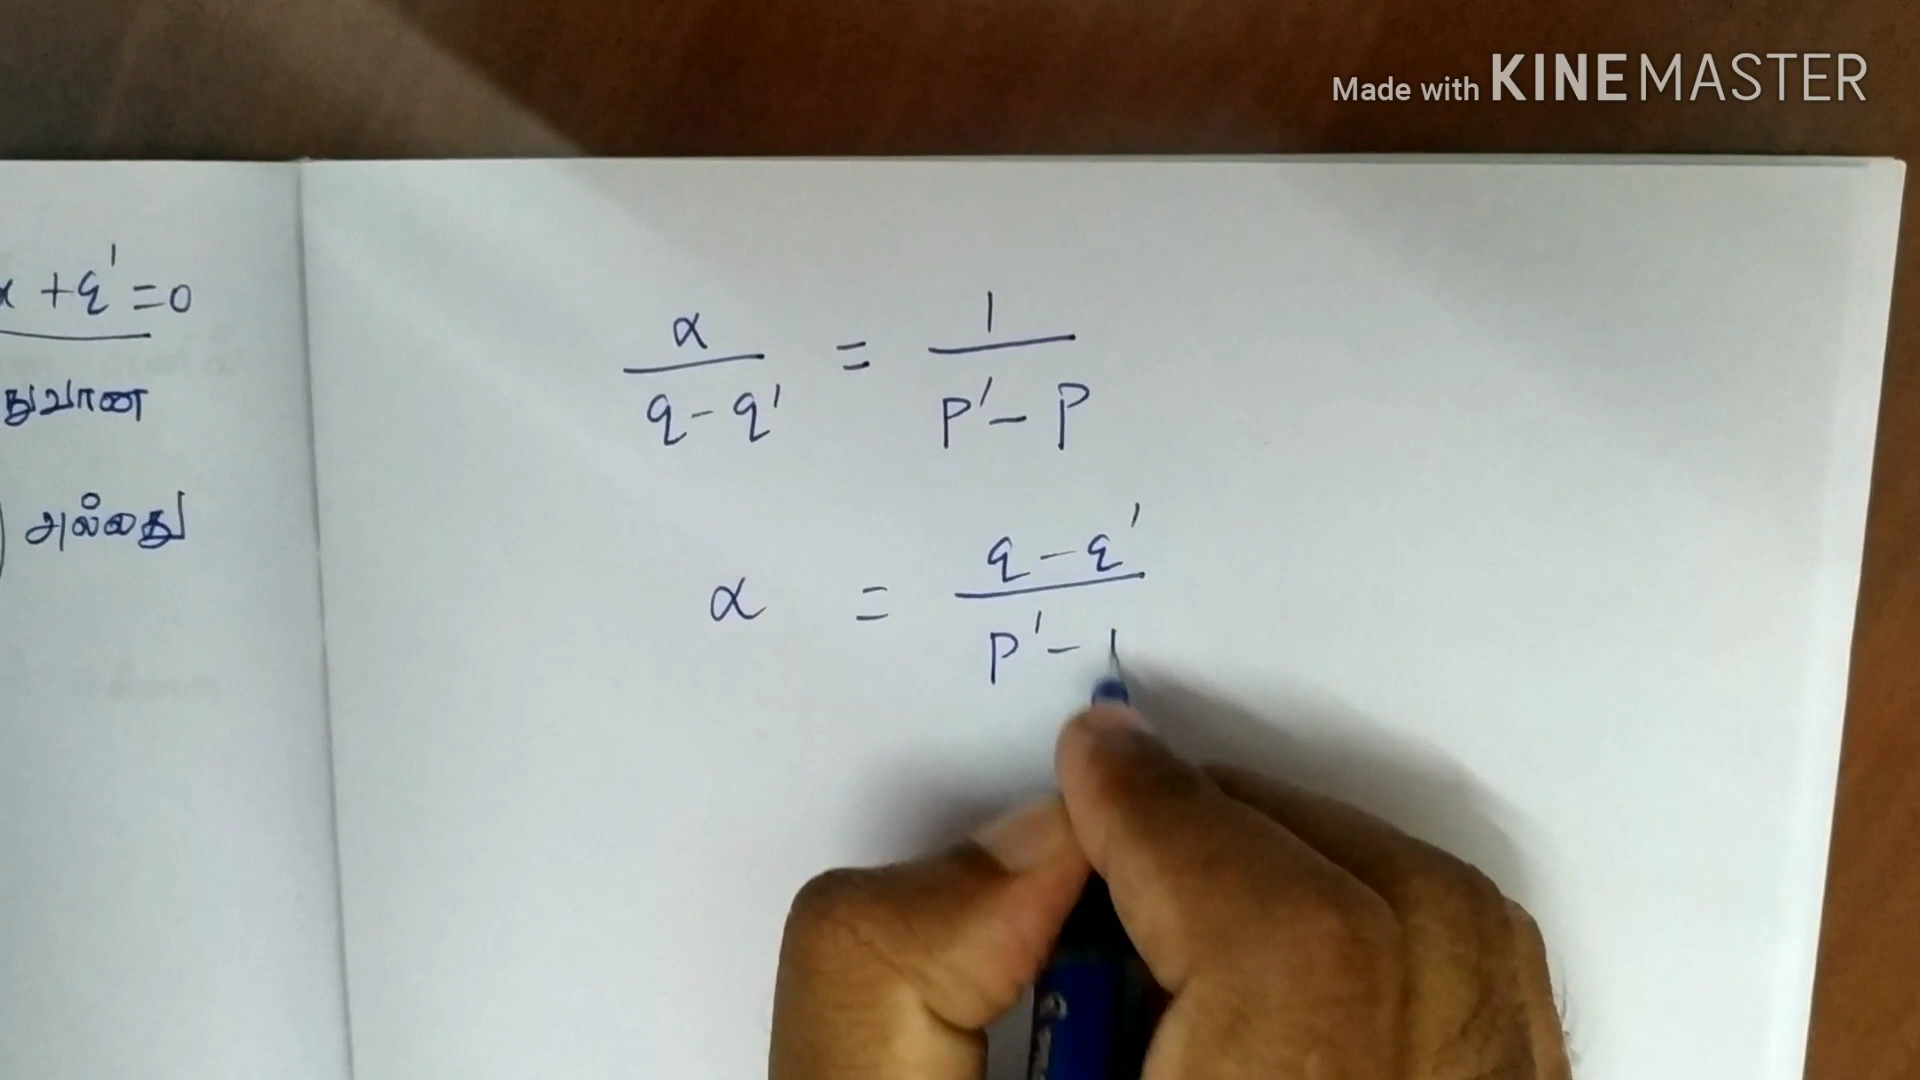 Made with KINEMASTER
x + q' = 0
துவான
) அல்லது
α / q - q' = 1 / p' - p
α = q - q' / p' -